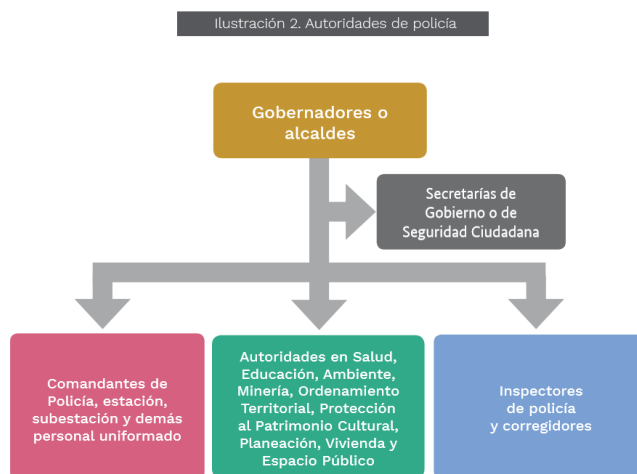 Ilustración 2. Autoridades de policía
Gobernadores o
alcaldes
Secretarías de
Gobierno o de
Seguridad Ciudadana
Comandantes de
Policía, estación,
subestación y demás
personal uniformado
Autoridades en Salud,
Educación, Ambiente,
Minería, Ordenamiento
Territorial, Protección
al Patrimonio Cultural,
Planeación, Vivienda y
Espacio Público
Inspectores
de policía
y corregidores